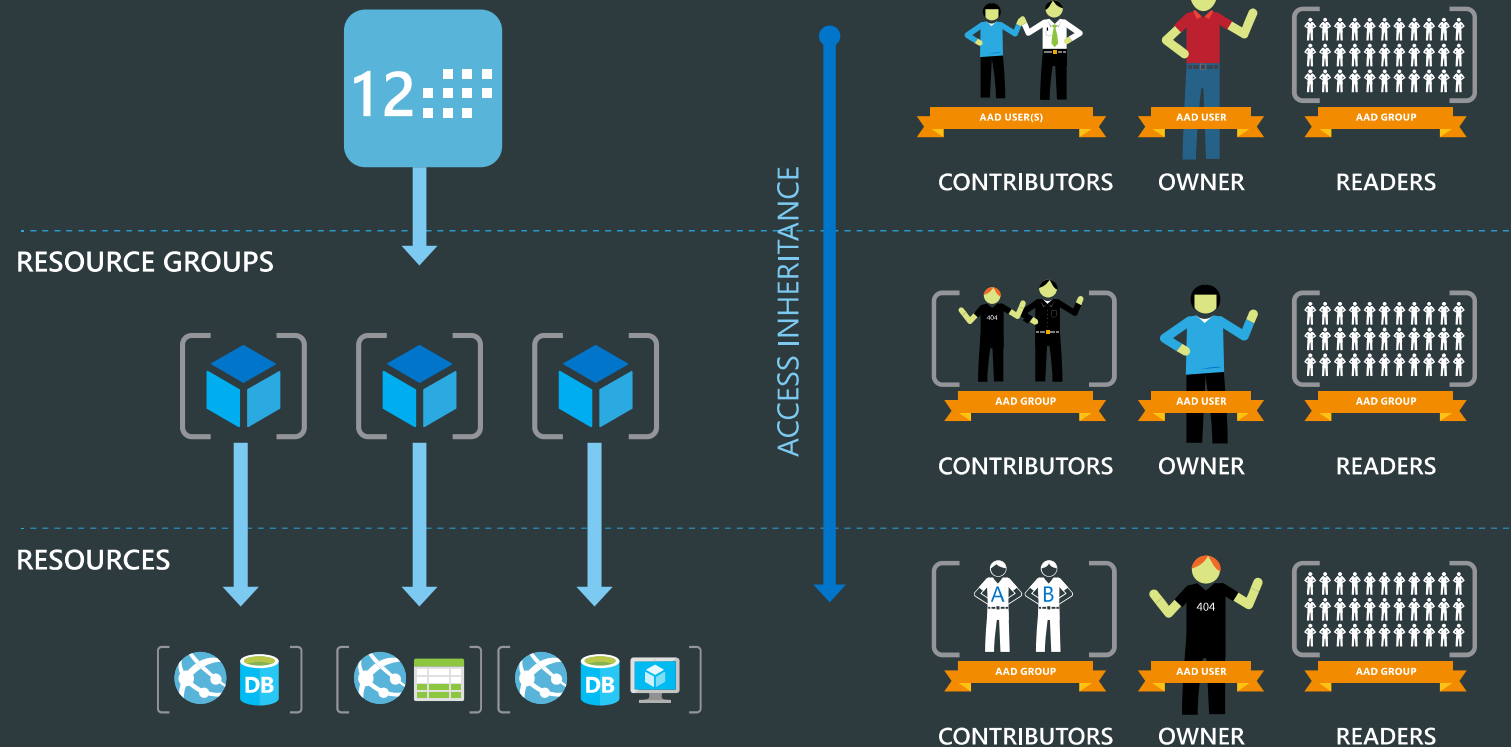 12
AAD USER(S)
AAD USER
AAD GROUP
CONTRIBUTORS
OWNER
READERS
ACCESS INHERITANCE
RESOURCE GROUPS
404
AAD GROUP
AAD USER
AAD GROUP
CONTRIBUTORS
OWNER
READERS
RESOURCES
A
B
404
DB
DB
AAD GROUP
AAD USER
AAD GROUP
CONTRIBUTORS
OWNER
READERS